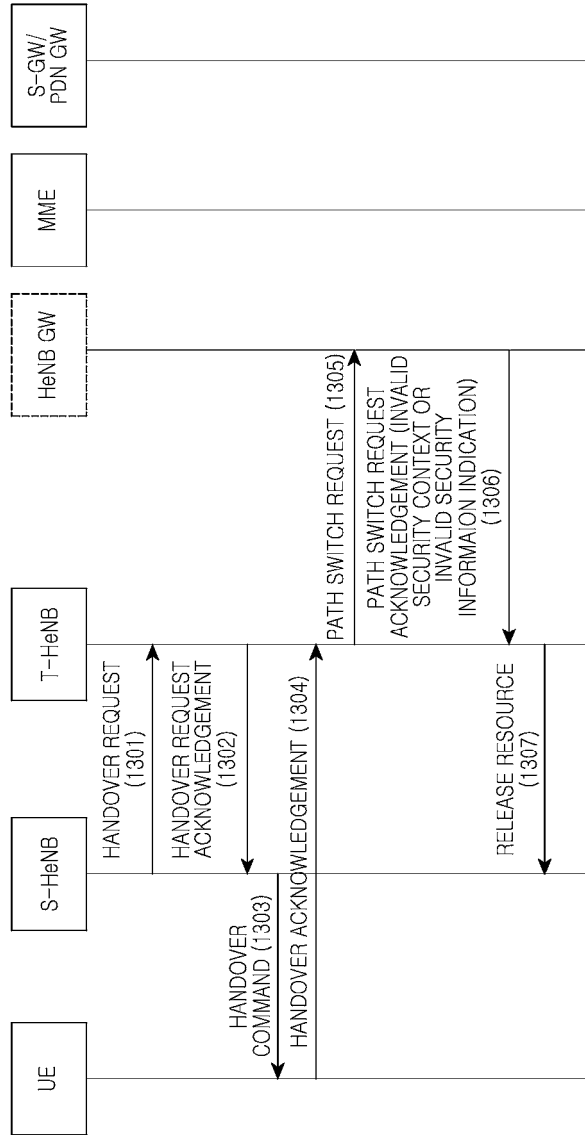 UE
S-HeNB
T-HeNB
HeNB GW
MME
S-GW/
PDN GW
HANDOVER REQUEST
(1301)
HANDOVER REQUEST
ACKNOWLEDGEMENT
(1302)
HANDOVER
COMMAND (1303)
HANDOVER ACKNOWLEDGEMENT (1304)
PATH SWITCH REQUEST (1305)
PATH SWITCH REQUEST
ACKNOWLEDGEMENT (INVALID
SECURITY CONTEXT OR
INVALID SECURITY
INFORMAION INDICATION)
(1306)
RELEASE RESOURCE
(1307)